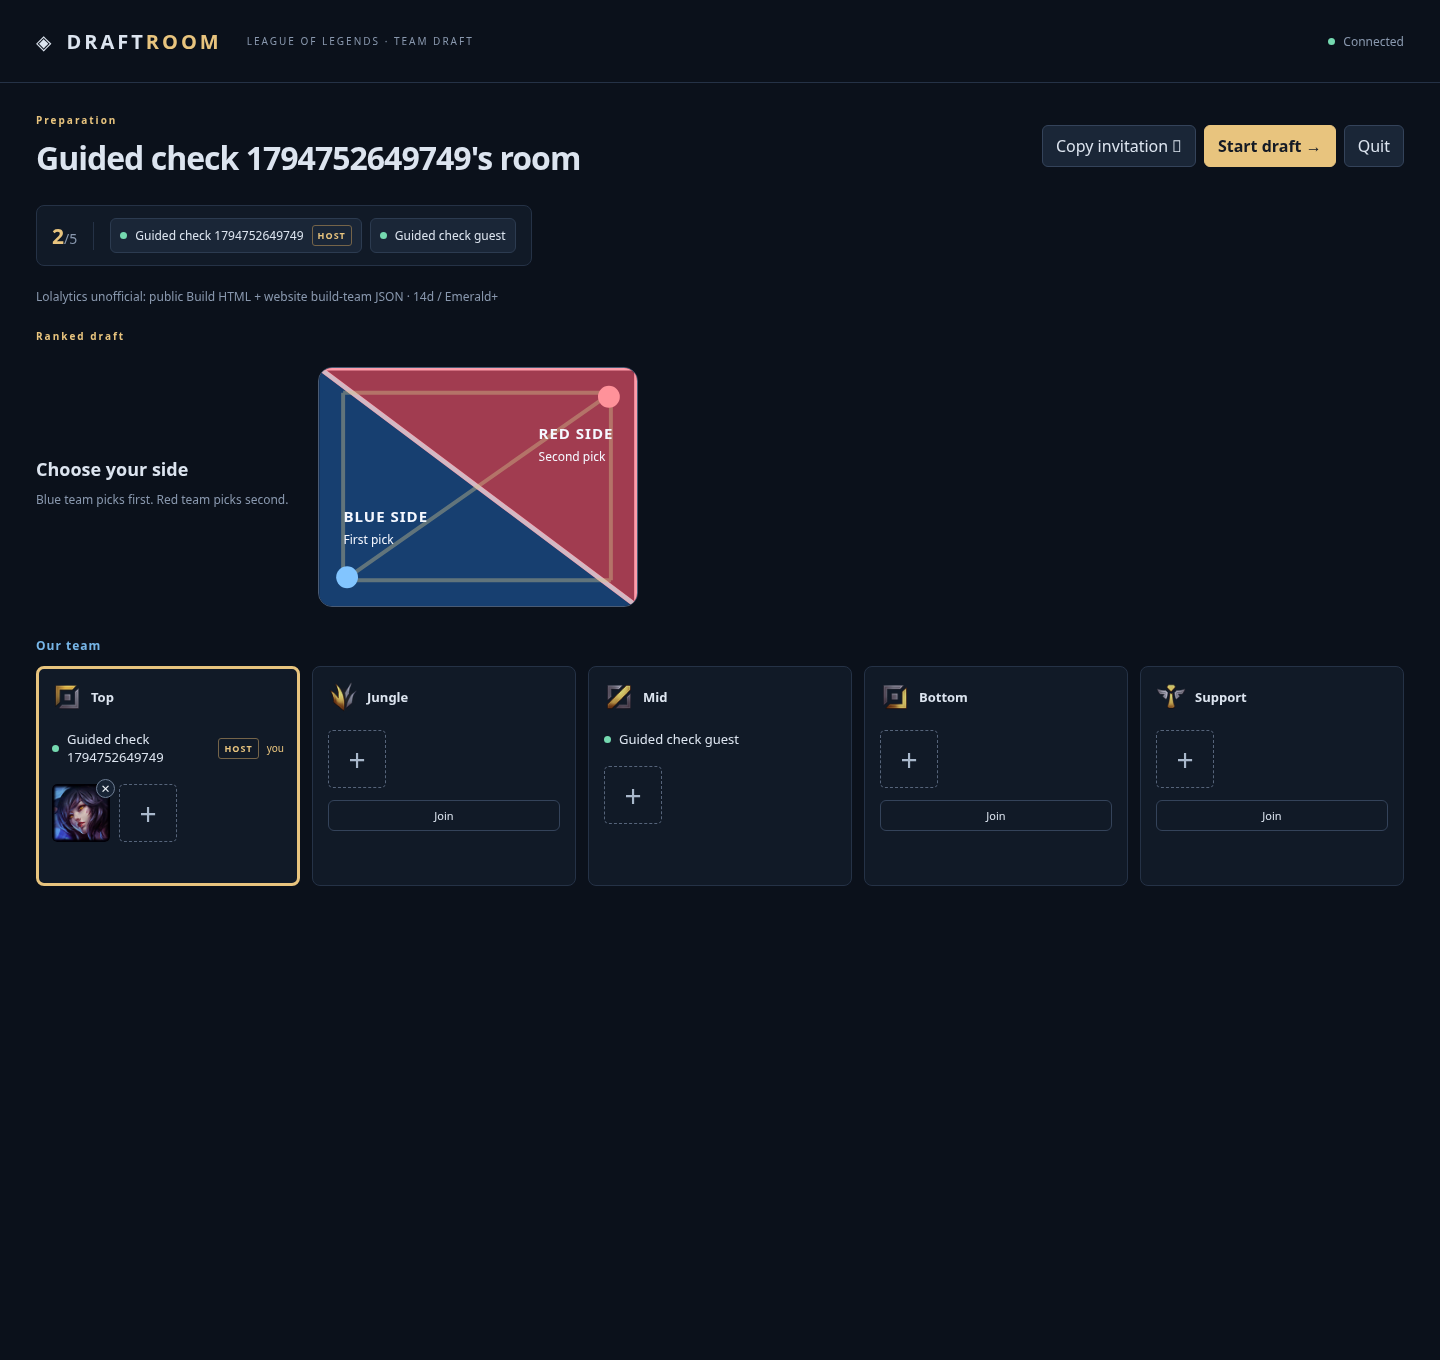 ◈ DRAFTROOM LEAGUE OF LEGENDS · TEAM DRAFT Connected
Preparation
Guided check 1794752649749's room
Copy invitation Start draft → Quit
2/5 Guided check 1794752649749 HOST Guided check guest
Lolalytics unofficial: public Build HTML + website build-team JSON · 14d / Emerald+
Ranked draft
Choose your side
Blue team picks first. Red team picks second.
RED SIDE
Second pick
BLUE SIDE
First pick
Our team
Top
Guided check
1794752649749
HOST you
✕
+
Jungle
+
Join
Mid
Guided check guest
+
Bottom
+
Join
Support
+
Join